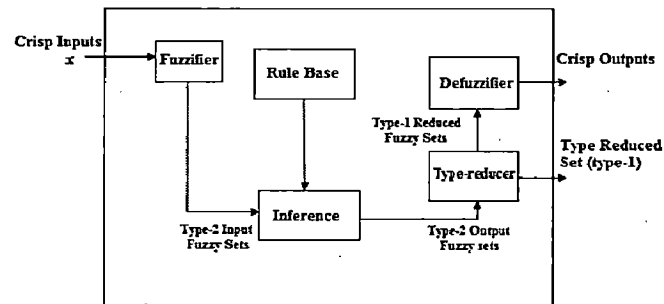 Crisp Inputs
x
Fuzzifier
Rule Base
Defuzzifier
Crisp Outputs
Type-1 Reduced
Fuzzy Sets
Type-reducer
Type Reduced
Set (type-1)
Inference
Type-2 Input
Fuzzy Sets
Type-2 Output
Fuzzy sets